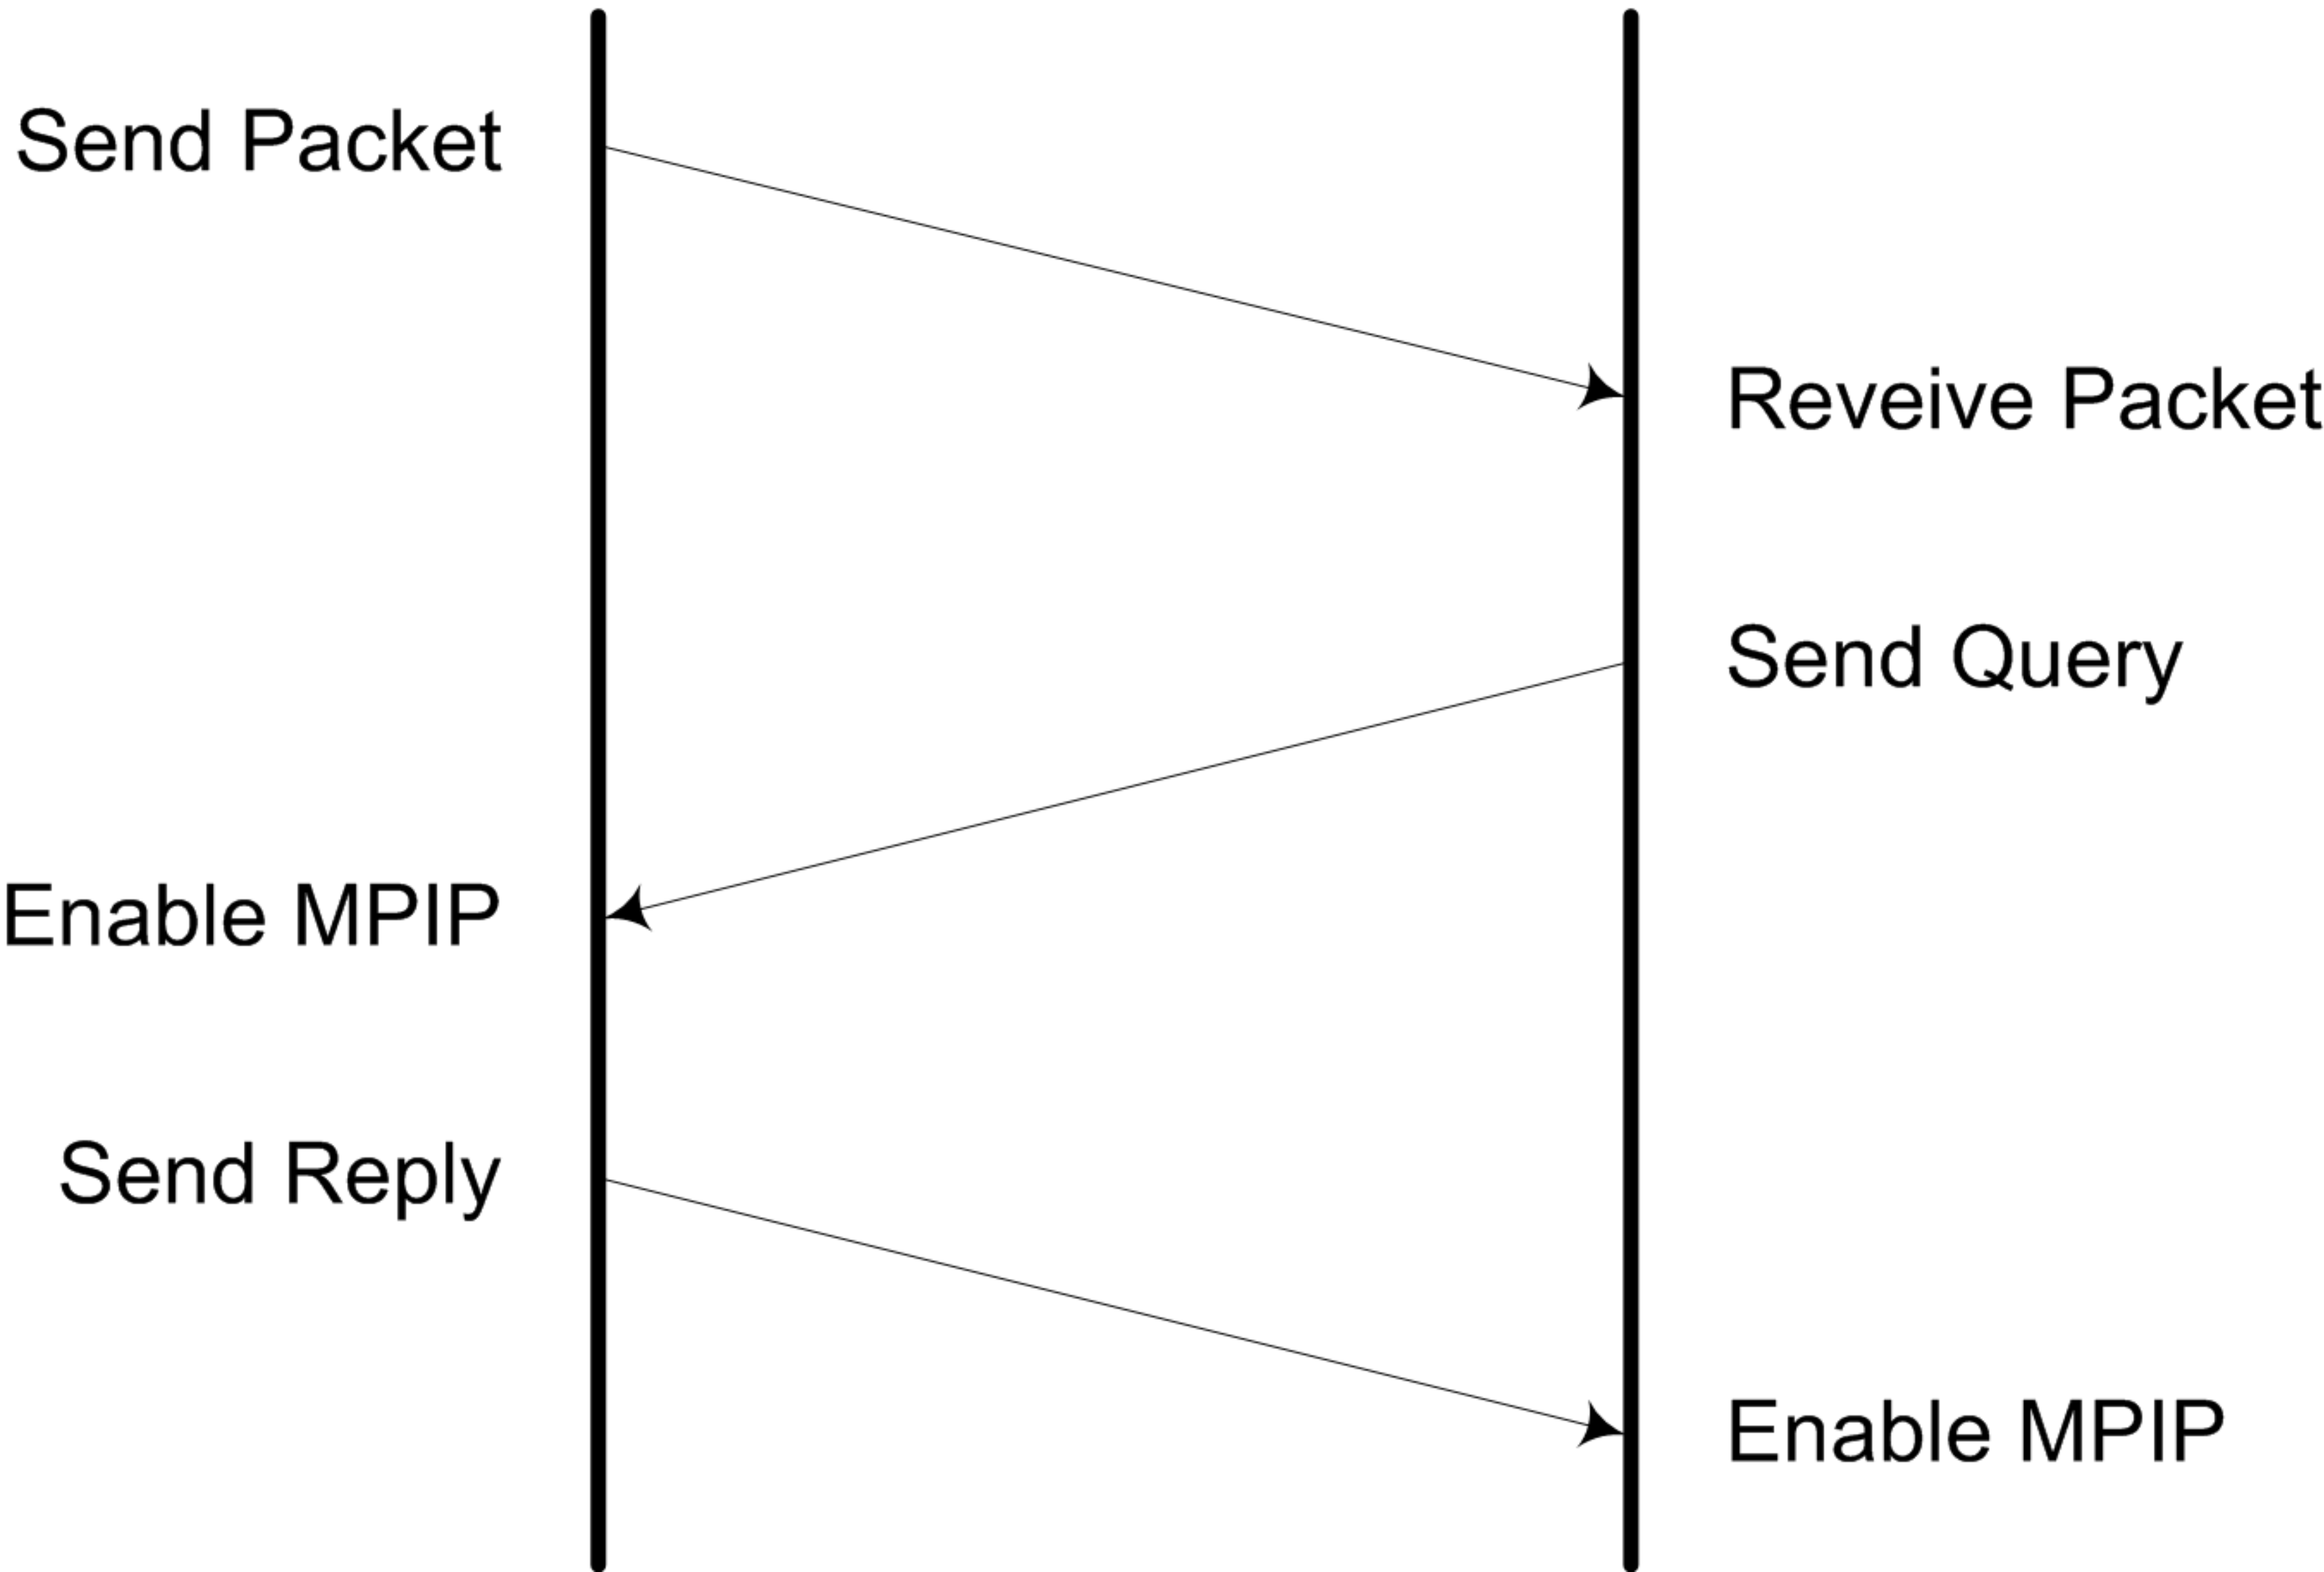 Send Packet
Reveive Packet
Send Query
Enable MPIP
Send Reply
Enable MPIP